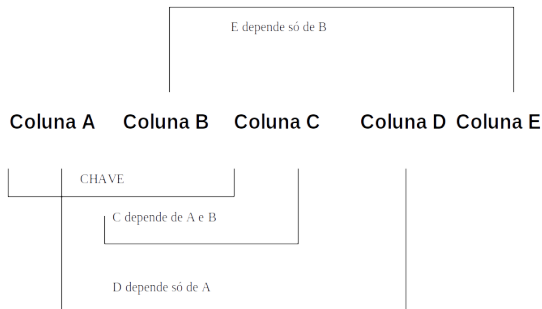 E depende só de B
Coluna A Coluna B Coluna C Coluna D Coluna E
CHAVE
C depende de A e B
D depende só de A